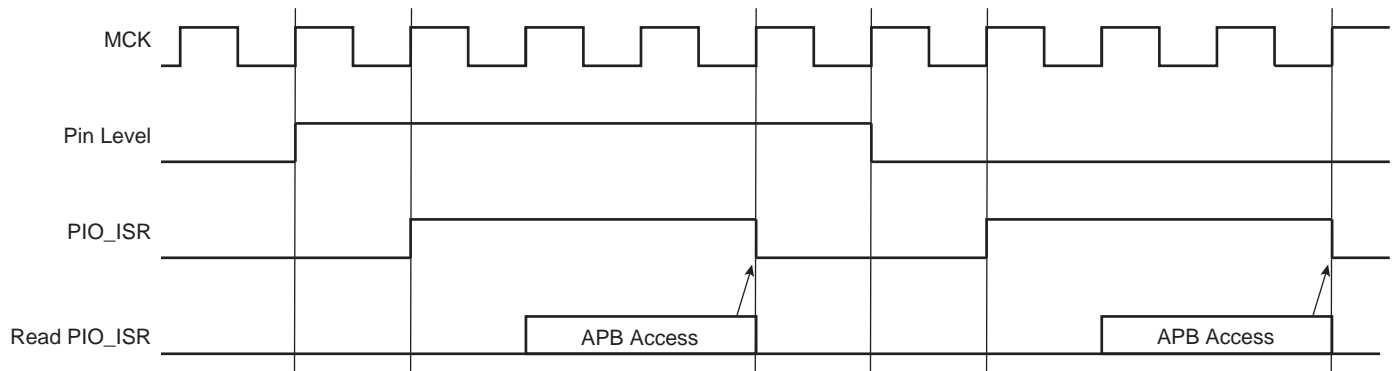 MCK
Pin Level
PIO_ISR
Read PIO_ISR
APB Access
APB Access